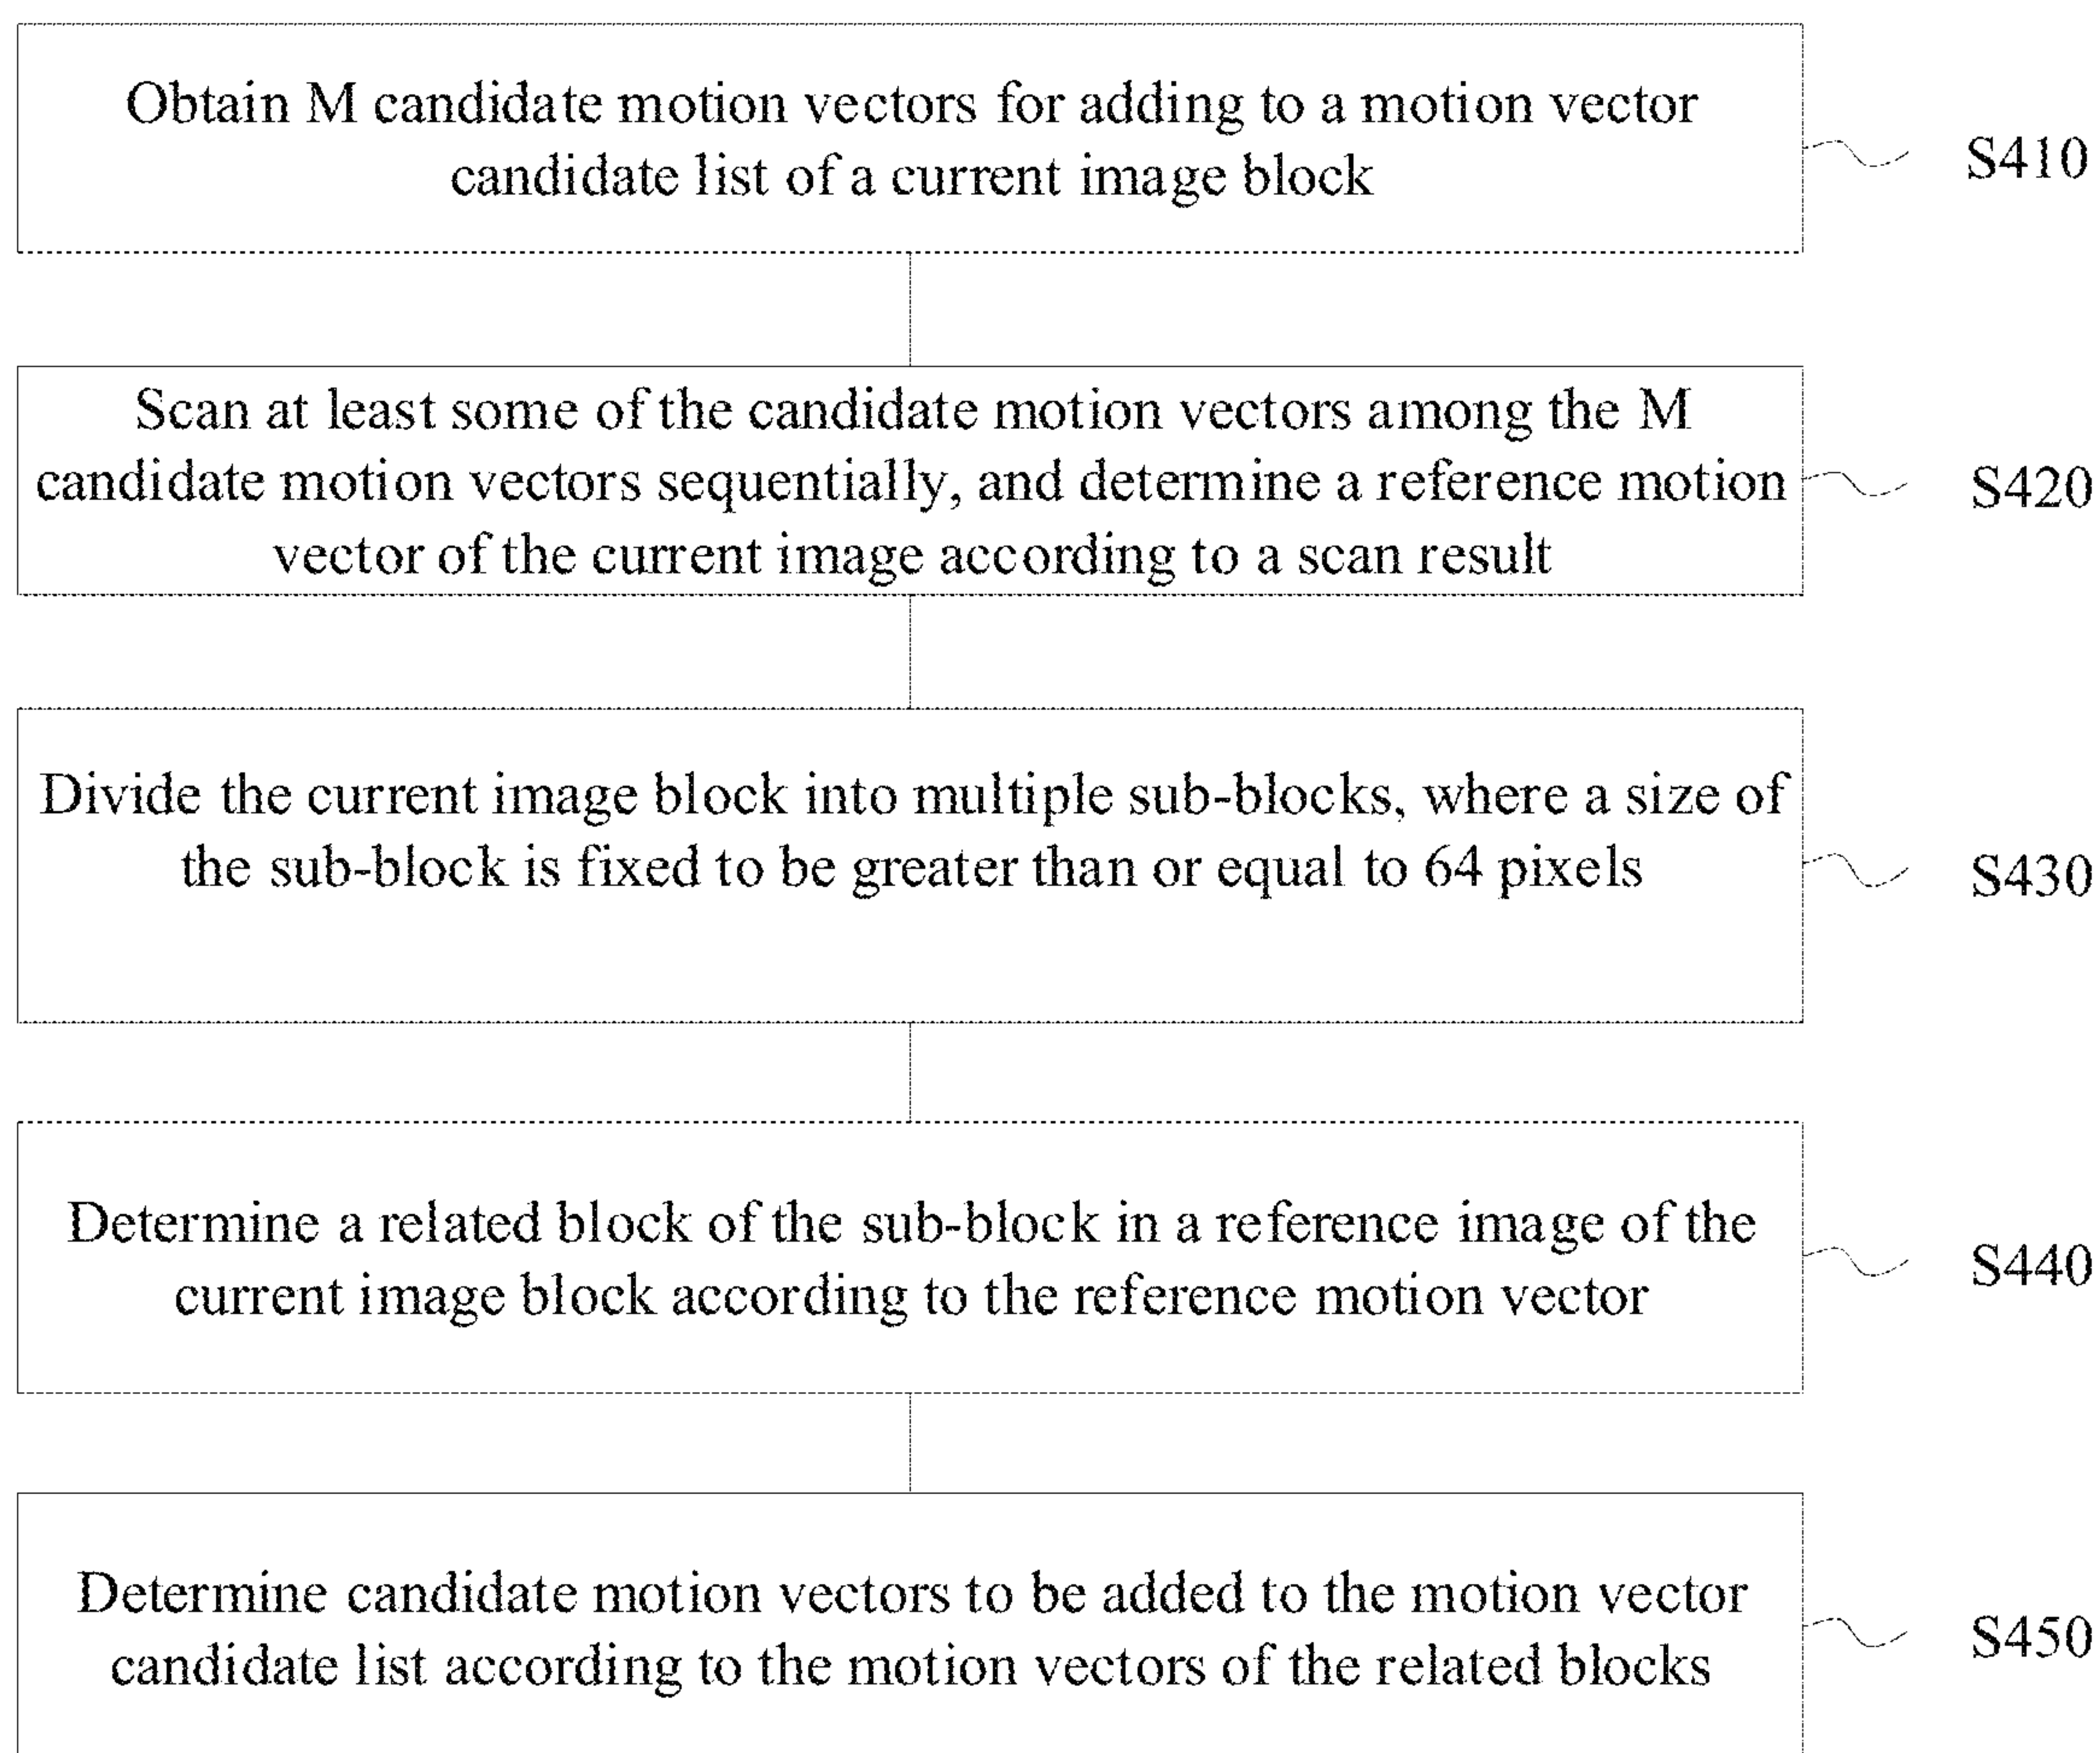 Obtain M candidate motion vectors for adding to a motion vector
candidate list of a current image block
S410
Scan at least some of the candidate motion vectors among the M
candidate motion vectors sequentially, and determine a reference motion
vector of the current image according to a scan result
S420
Divide the current image block into multiple sub-blocks, where a size of
the sub-block is fixed to be greater than or equal to 64 pixels
S430
Determine a related block of the sub-block in a reference image of the
current image block according to the reference motion vector
S440
Determine candidate motion vectors to be added to the motion vector
candidate list according to the motion vectors of the related blocks
S450